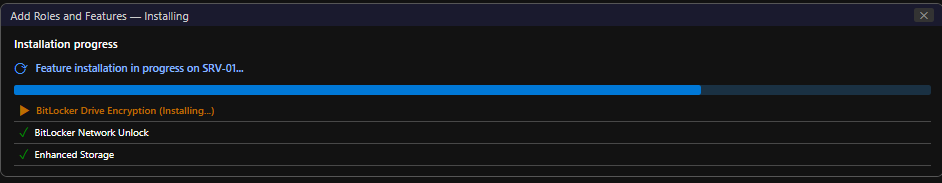 Add Roles and Features — Installing
Installation progress
Feature installation in progress on SRV-01...
BitLocker Drive Encryption (Installing...)
BitLocker Network Unlock
Enhanced Storage